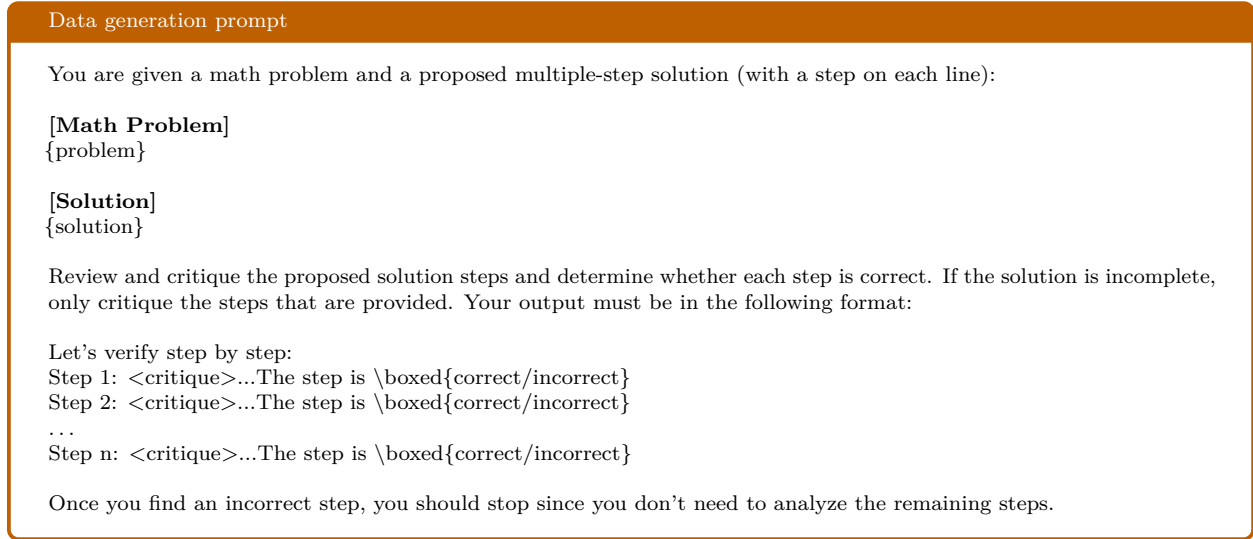 Data generation prompt
You are given a math problem and a proposed multiple-step solution (with a step on each line):
[Math Problem]
{problem}
[Solution]
{solution}
Review and critique the proposed solution steps and determine whether each step is correct. If the solution is incomplete,
only critique the steps that are provided. Your output must be in the following format:
Let's verify step by step:
Step 1: <critique>...The step is \boxed{correct/incorrect}
Step 2: <critique>...The step is \boxed{correct/incorrect}
...
Step n: <critique>...The step is \boxed{correct/incorrect}
Once you find an incorrect step, you should stop since you don't need to analyze the remaining steps.